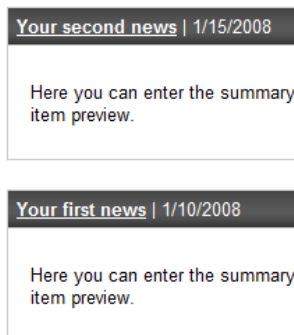 Your second news | 1/15/2008
Here you can enter the summary
item preview.
Your first news | 1/10/2008
Here you can enter the summary
item preview.